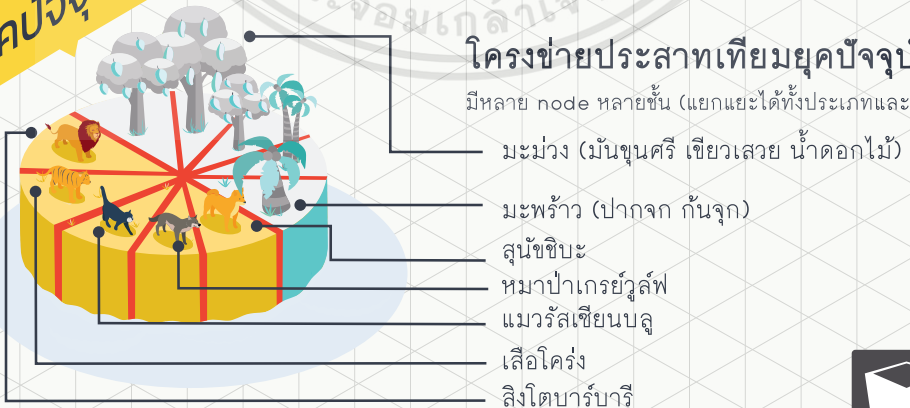 โครงข่ายประสาทเทียมยุคปัจจุบ
มีหลาย node หลายชั้น (แยกแยะได้ทั้งประเภทและ
มะม่วง (มันขุนศรี เขียวเสวย น้ำดอกไม้)
มะพร้าว (ปากจก ก้นจุก)
สุนัขชิบะ
หมาป่าเกรย์วูล์ฟ
แมวรัสเซียนบลู
เสือโคร่ง
สิงโตบาร์บารี